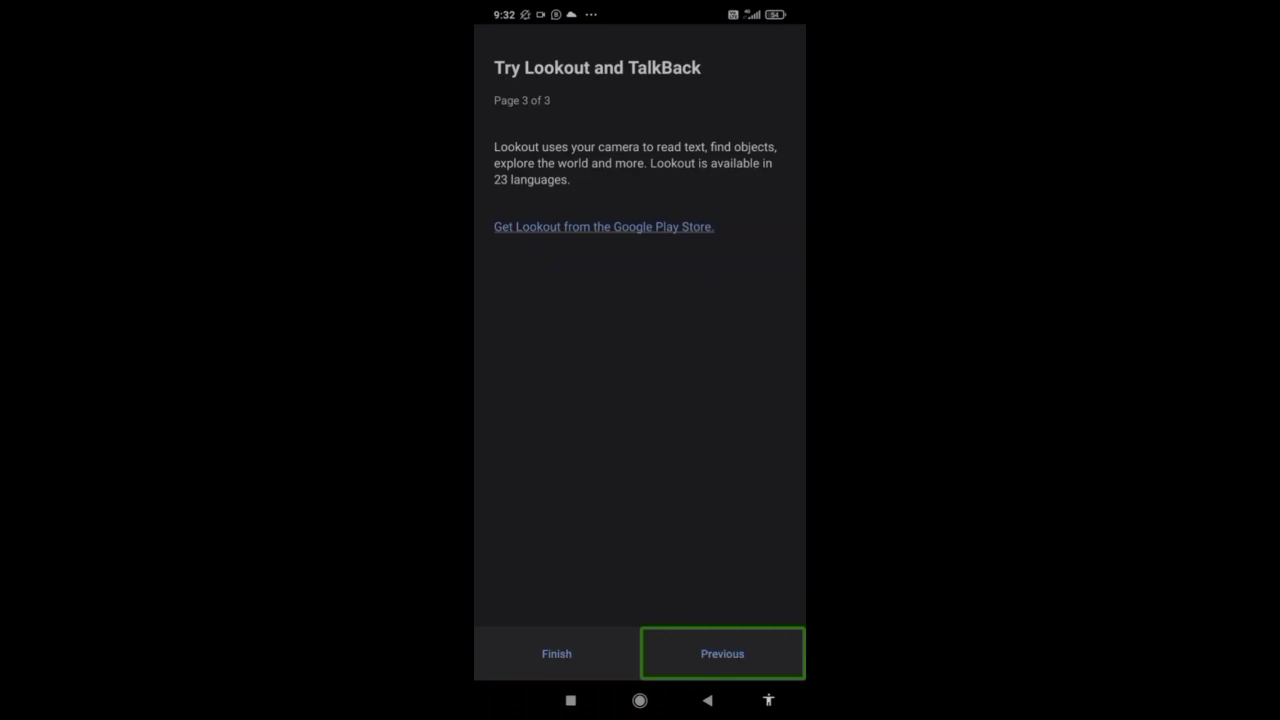 9:32
54
Try Lookout and TalkBack
Page 3 of 3
Lookout uses your camera to read text, find objects,
explore the world and more. Lookout is available in
23 languages.
Get Lookout from the Google Play Store.
Finish
Previous